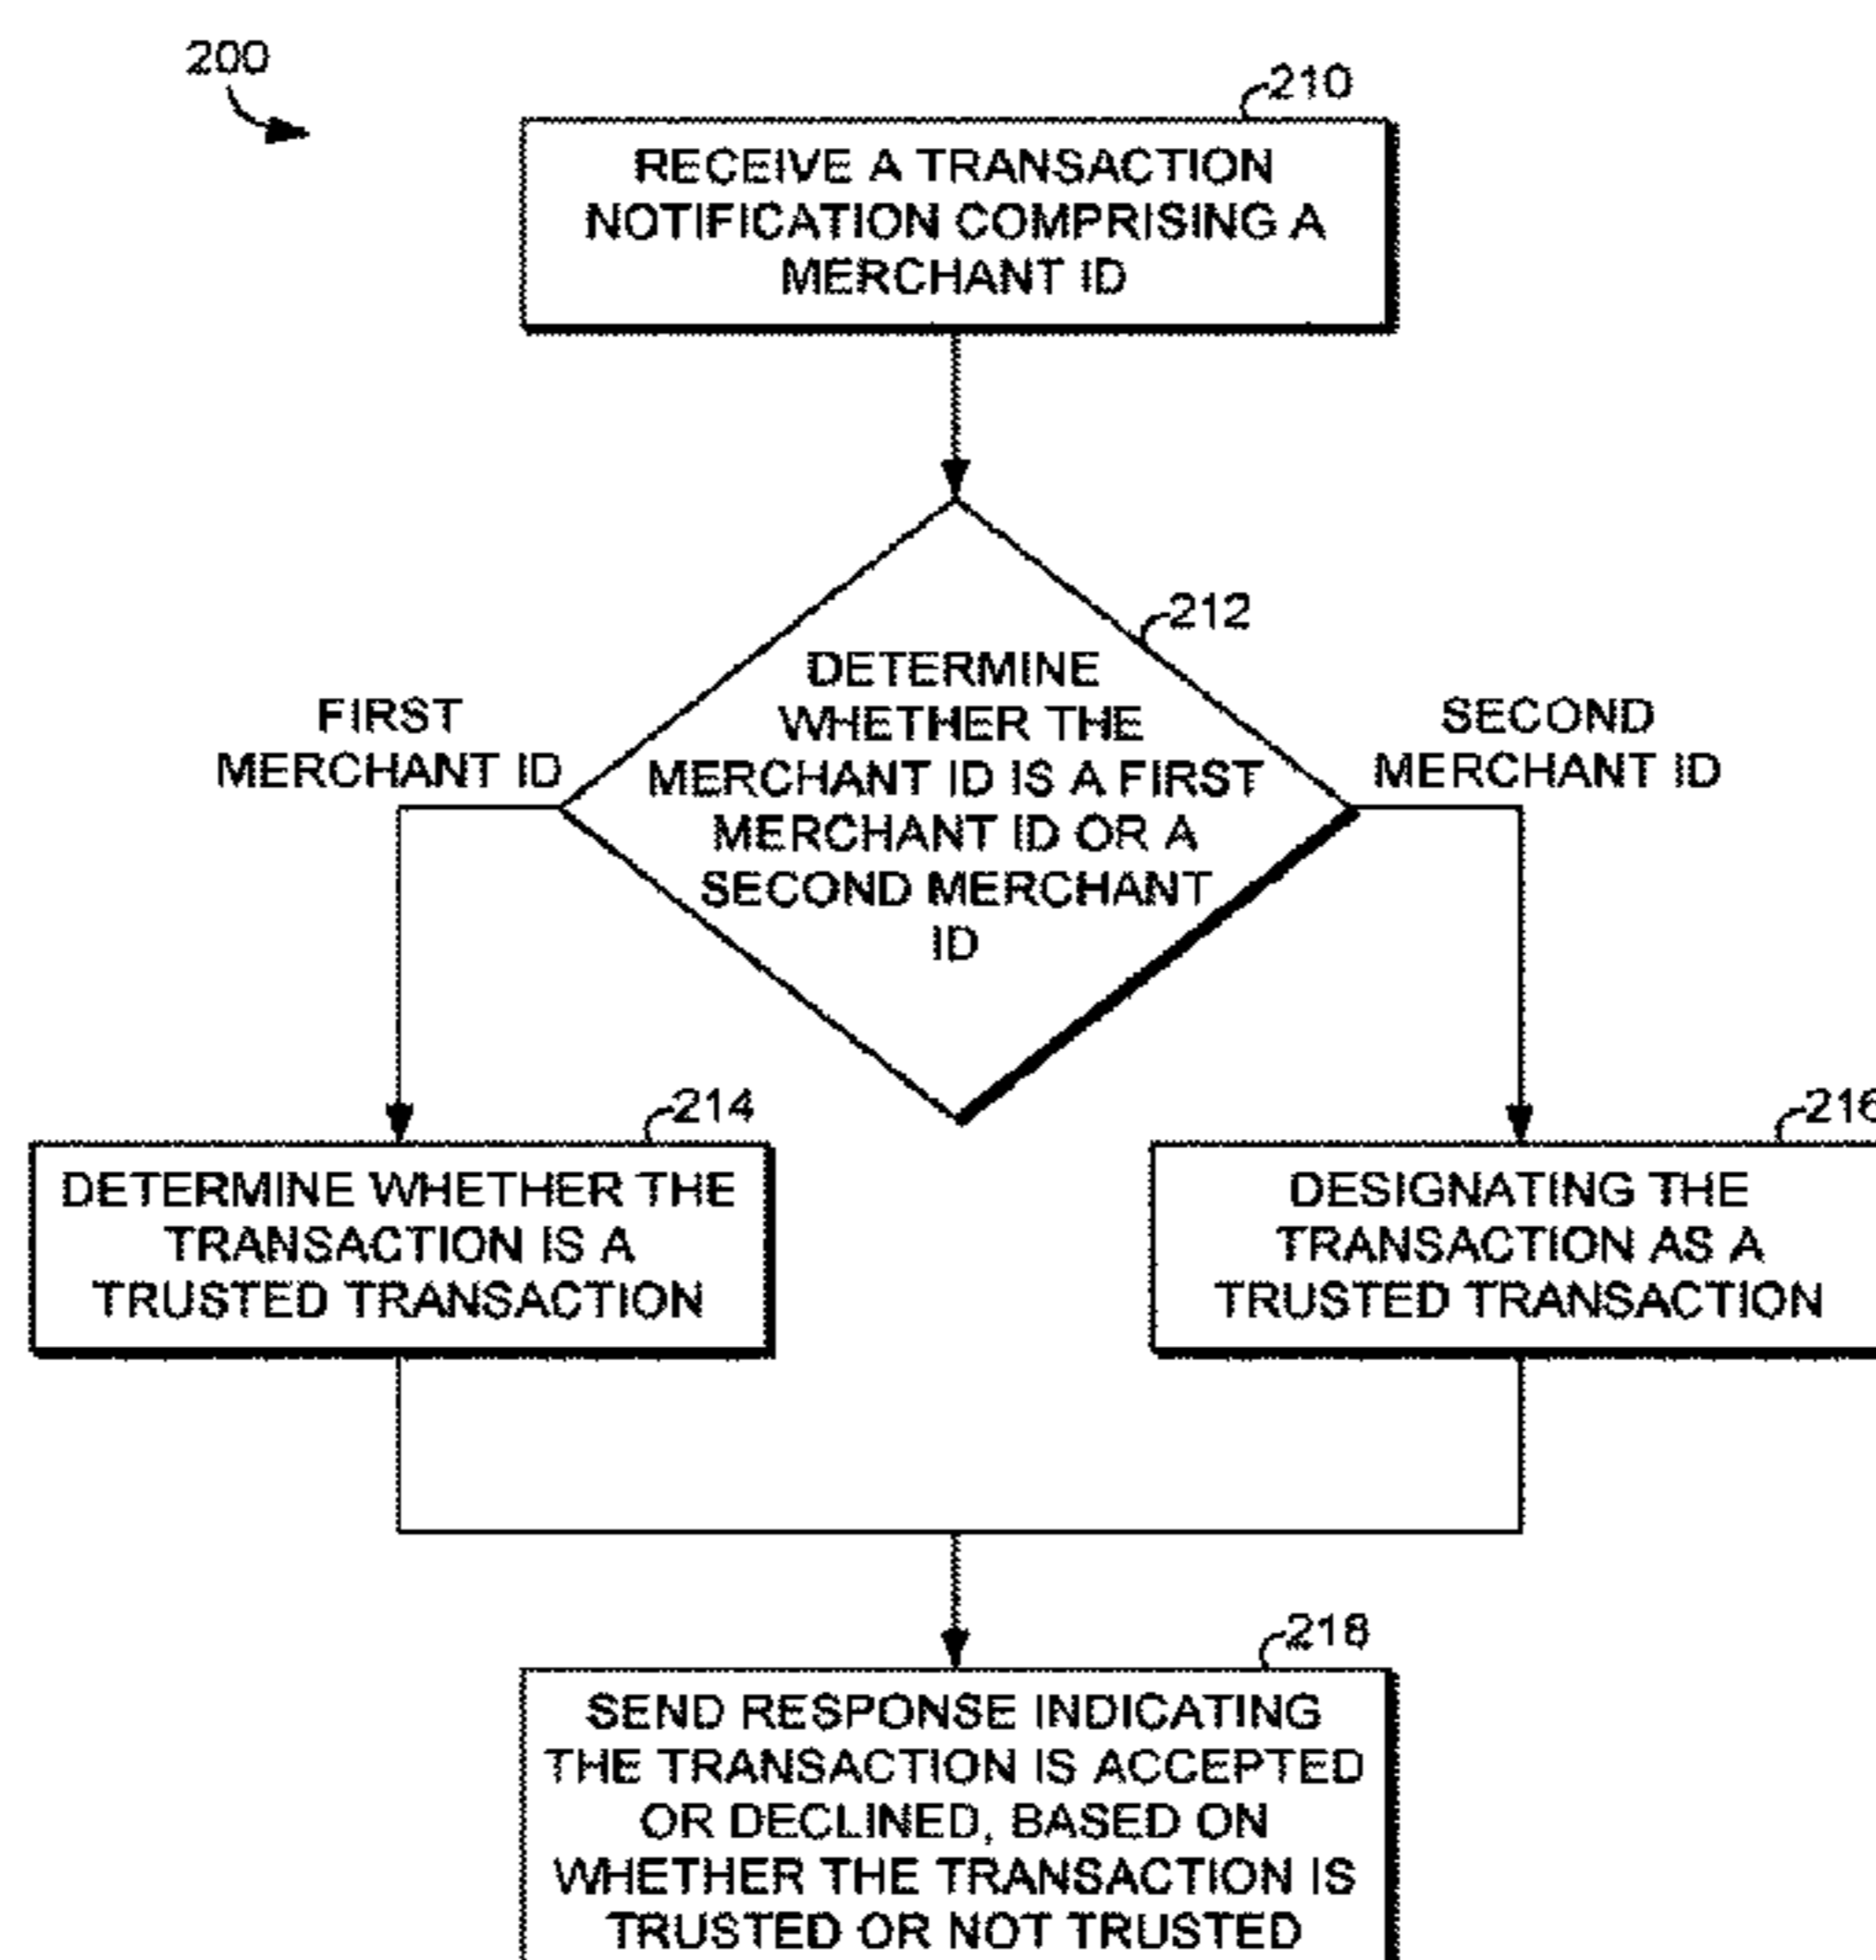 200
210
RECEIVE A TRANSACTION
NOTIFICATION COMPRISING A
MERCHANT ID
212
DETERMINE
WHETHER THE
MERCHANT ID IS A FIRST
MERCHANT ID OR A
SECOND MERCHANT
ID
FIRST
MERCHANT ID
SECOND
MERCHANT ID
214
DETERMINE WHETHER THE
TRANSACTION IS A
TRUSTED TRANSACTION
216
DESIGNATING THE
TRANSACTION AS A
TRUSTED TRANSACTION
218
SEND RESPONSE INDICATING
THE TRANSACTION IS ACCEPTED
OR DECLINED, BASED ON
WHETHER THE TRANSACTION IS
TRUSTED OR NOT TRUSTED